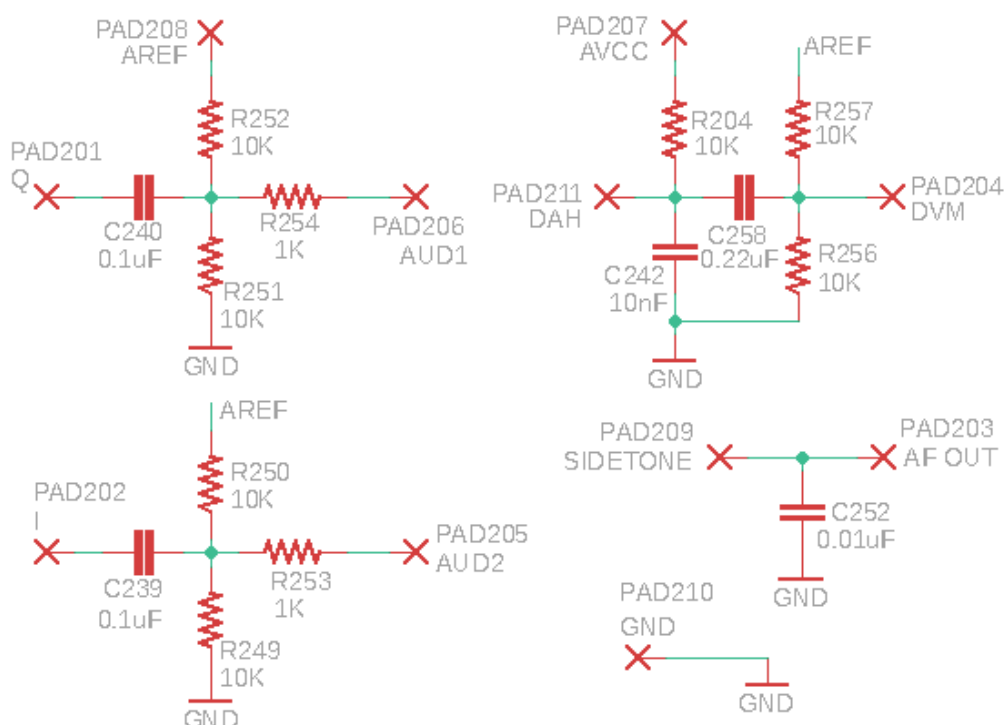 PAD208
AREF
R252
10K
PAD201
Q
C240
0.1uF
R254
1K
PAD206
AUD1
R251
10K
GND
PAD207
AVCC
AREF
R204
10K
R257
10K
PAD211
DAH
PAD204
DVM
C258
0.22uF
C242
10nF
R256
10K
GND
AREF
R250
10K
PAD202
I
C239
0.1uF
R253
1K
PAD205
AUD2
R249
10K
GND
PAD209
SIDETONE
PAD203
AF OUT
C252
0.01uF
GND
PAD210
GND
GND